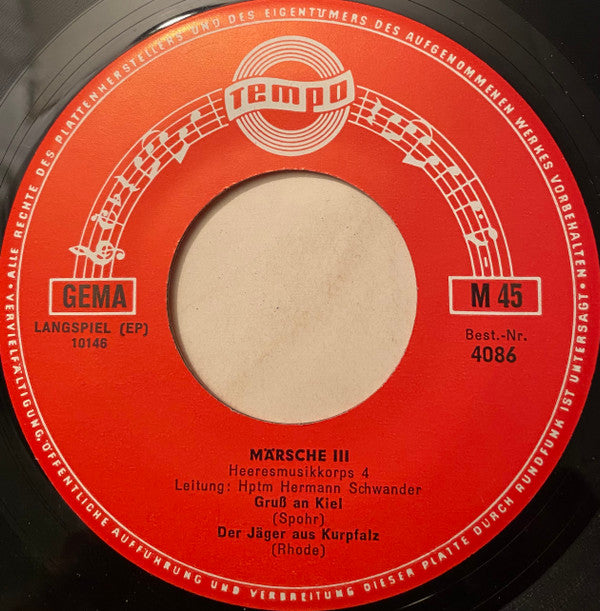 • ALLE RECHTE DES PLATTENHERSTELLERS UND DES EIGENTÜMERS DES AUFGENOMMENEN WERKES VORBEHALTEN •
Tempo
GEMA
M 45
LANGSPIEL (EP)
10146
Best.-Nr.
4086
MÄRSCHE III
Heeresmusikkorps 4
Leitung: Hptm Hermann Schwander
Gruß an Kiel
(Spohr)
Der Jäger aus Kurpfalz
(Rhode)
VERVIELFÄLTIGUNG, ÖFFENTLICHE AUFFÜHRUNG UND VERBREITUNG DIESER PLATTE DURCH RUNDFUNK IST UNTERSAGT •